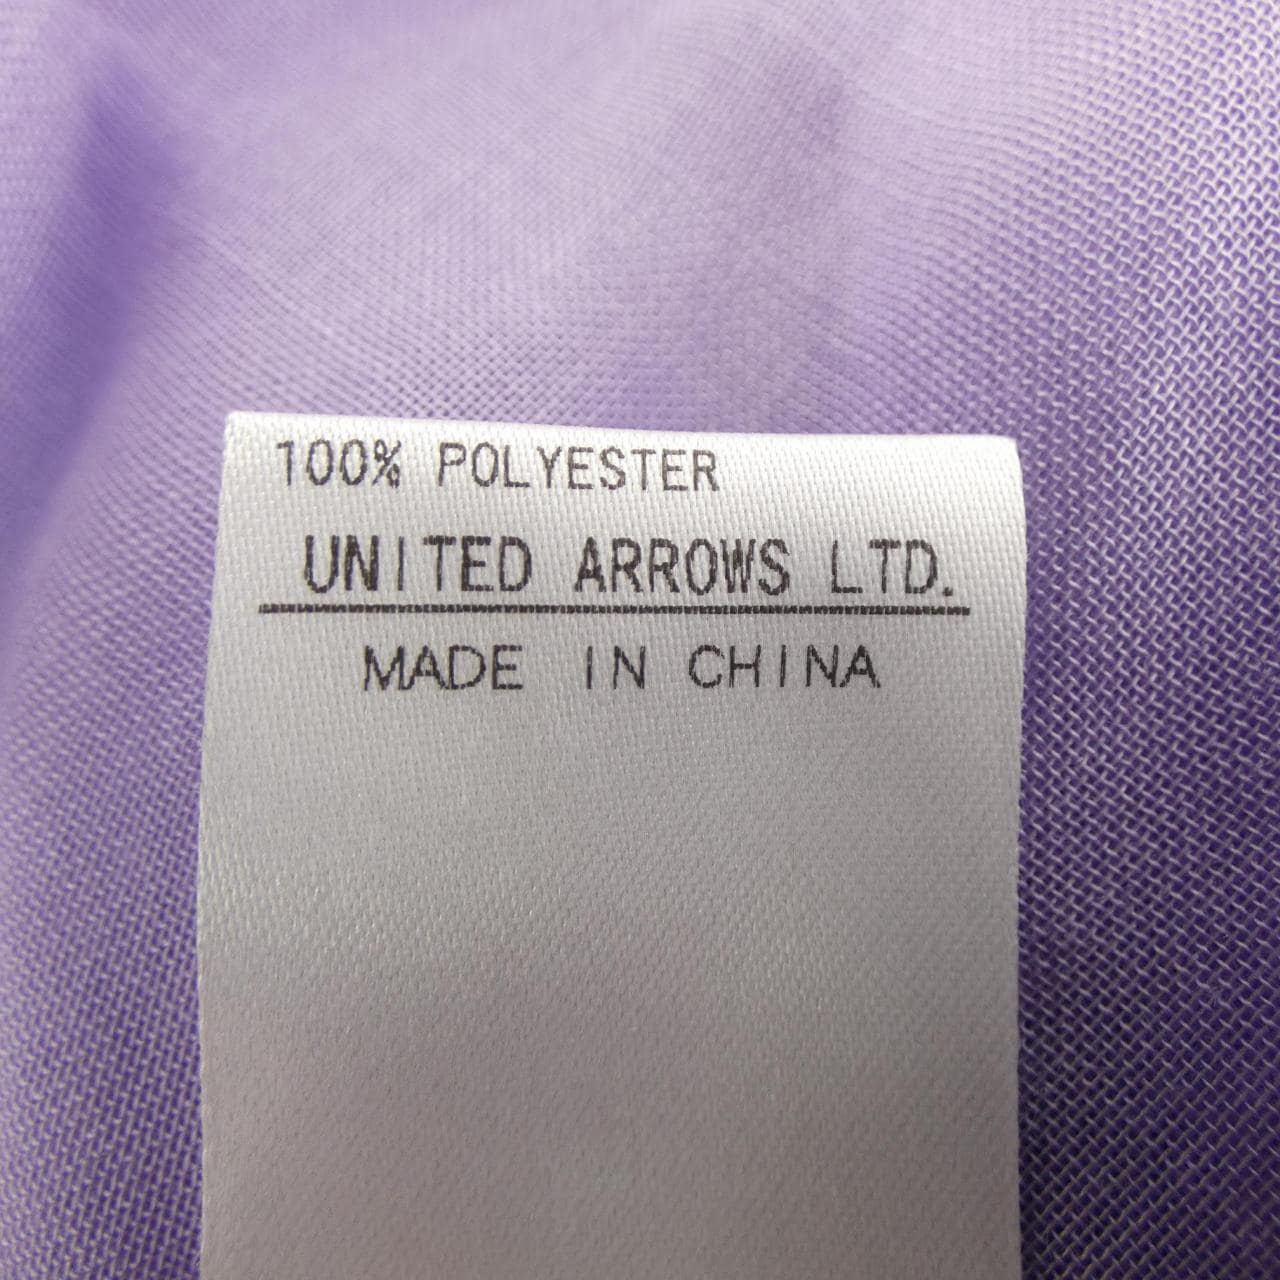 100% POLYESTER
UNITED ARROWS LTD.
MADE IN CHINA